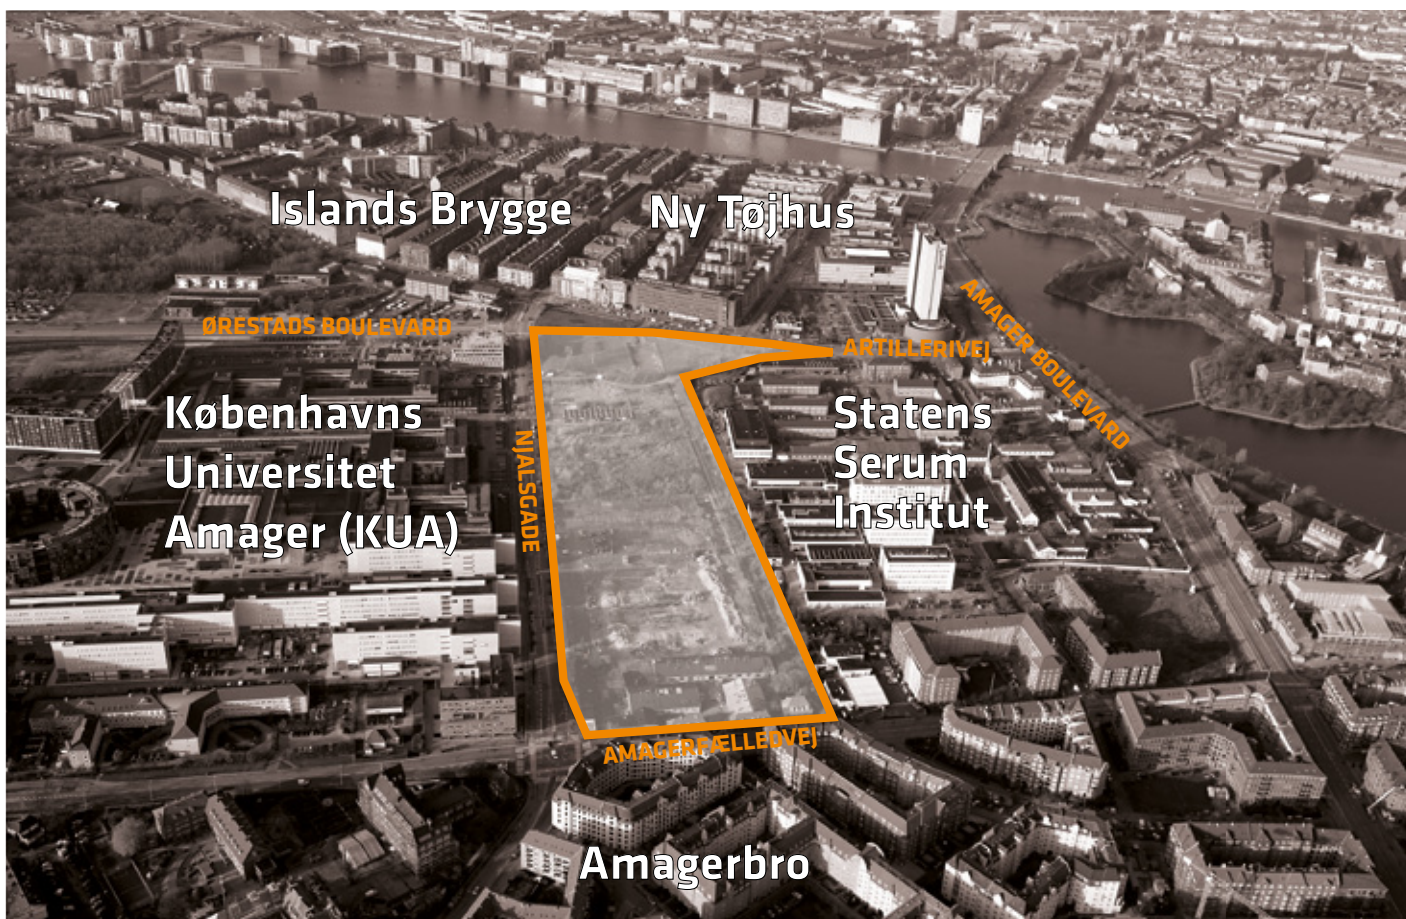 Islands Brygge
Ny Tøjhus
AMAGER BOULEVARD
ØRESTADS BOULEVARD
ARTILLERIVEJ
Københavns
Universitet
Amager (KUA)
NJALSGADE
Statens
Serum
Institut
AMAGERFÆLLEDVEJ
Amagerbro